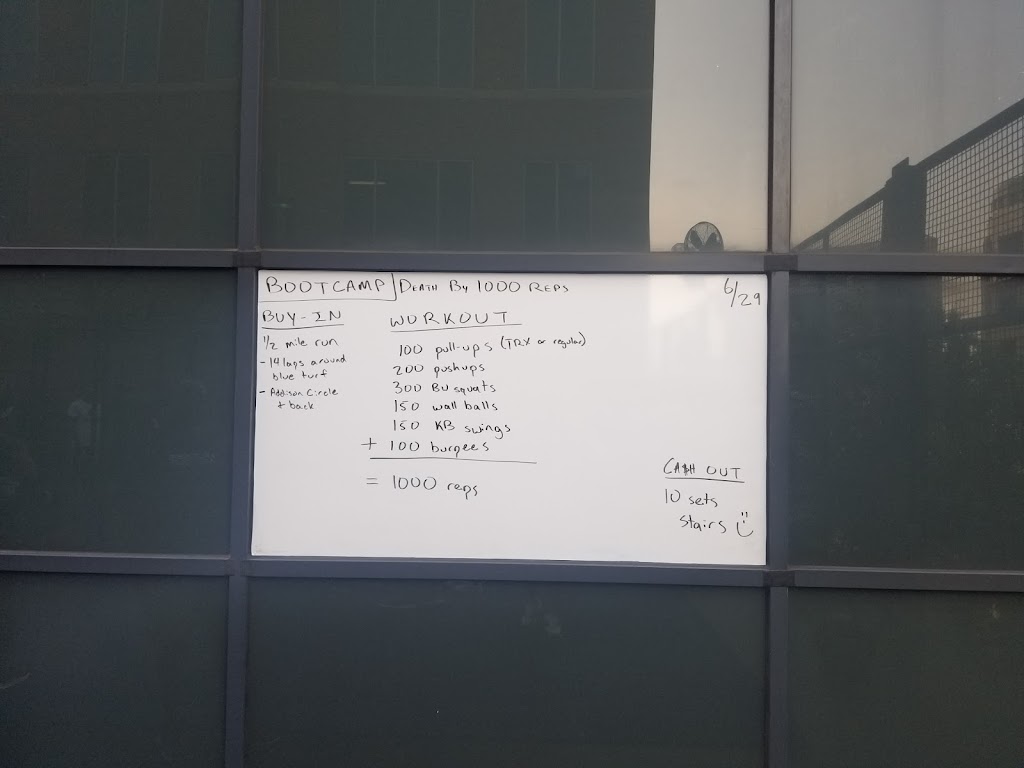 BOOTCAMP DEATH BY 1000 REPS
6/29
BUY-IN
1/2 mile run
- 14 laps around
blue turf
- Addison Circle
+ back
WORKOUT
100 pull-ups (TRX or regular)
200 pushups
300 BW squats
150 wall balls
150 KB swings
+ 100 burpees
= 1000 reps
CASH OUT
10 sets
stairs